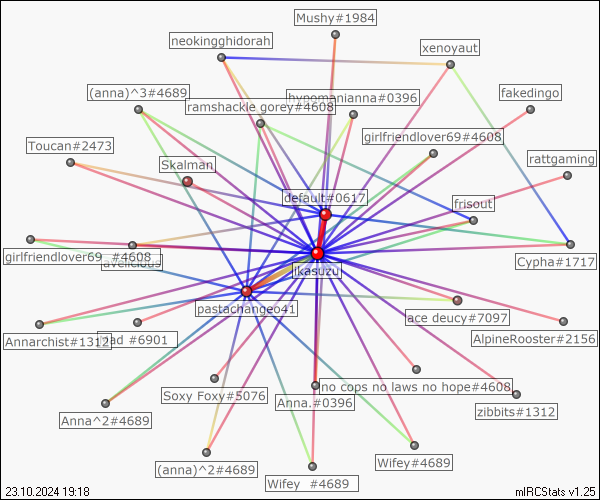 Mushy#1984
neokingghidorah
xenoyaut
(anna)^3#4689
hypomanianna#0396
fakedingo
ramshackle gorey#4608
girlfriendlover69#4608
Toucan#2473
rattgaming
Skalman
default#0617
frisout
girlfriendlover69_#4608
avelicious
Cypha#1717
Ikasuzu
pastachangeo41
ace deucy#7097
Annarchist#1312
#6901
AlpineRooster#2156
no cops no laws no hope#4608
Soxy Foxy#5076
Anna.#0396
zibbits#1312
Anna^2#4689
(anna)^2#4689
Wifey#4689
Wifey_#4689
23.10.2024 19:18
mIRCStats v1.25